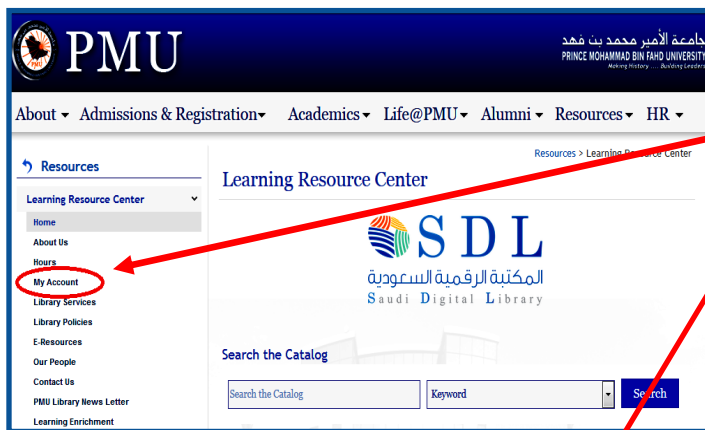 PMU
جامعة الأمير محمد بن فهد
PRINCE MOHAMMAD BIN FAHD UNIVERSITY
Making History .... Building Leaders
About Admissions & Registration Academics Life@PMU Alumni Resources HR
Resources > Learning Resource Center
Resources
Learning Resource Center
Learning Resource Center
Home
About Us
Hours
My Account
Library Services
Library Policies
E-Resources
Our People
Contact Us
PMU Library News Letter
Learning Enrichment
SDL
المكتبة الرقمية السعودية
Saudi Digital Library
Search the Catalog
Search the Catalog Keyword Search